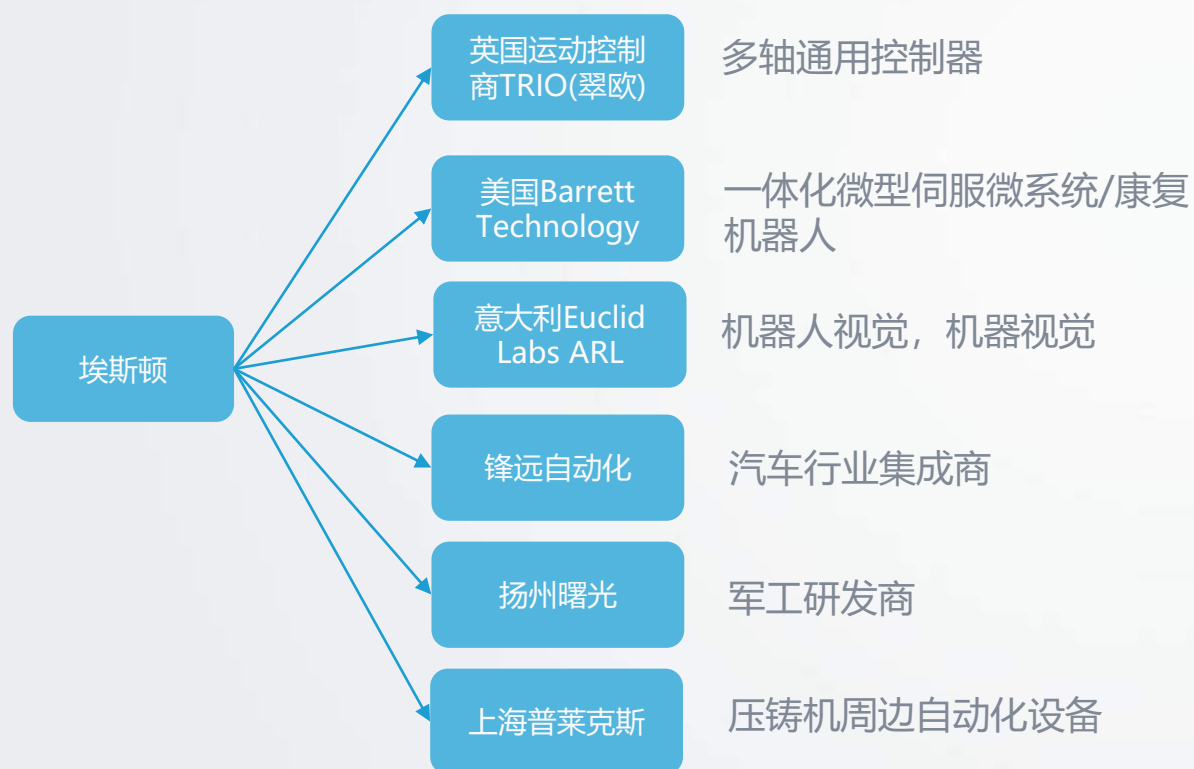 英国运动控制
商TRIO(翠欧)
多轴通用控制器
美国Barrett
Technology
一体化微型伺服微系统/康复
机器人
意大利Euclid
Labs ARL
机器人视觉，机器视觉
埃斯顿
锋远自动化
汽车行业集成商
扬州曙光
军工研发商
上海普莱克斯
压铸机周边自动化设备